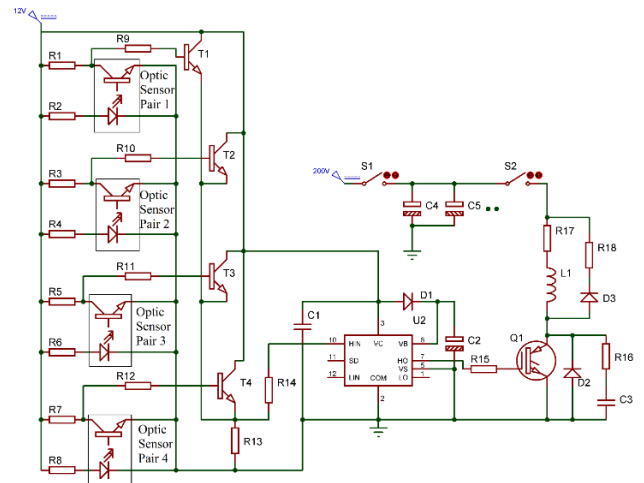 12V
R9
T1
R1
Optic
Sensor
Pair 1
R2
R10
T2
R3
Optic
Sensor
Pair 2
R4
200V
S1
S2
C4
C5
R17
R18
L1
D3
R11
T3
R5
Optic
Sensor
Pair 3
R6
C1
D1
U2
3
10 HIN VC VB 8
11 SD HO 7
VS 5
12 LIN COM LO 1
2
C2
R15
Q1
D2
R16
C3
R12
T4
R14
R7
Optic
Sensor
Pair 4
R13
R8